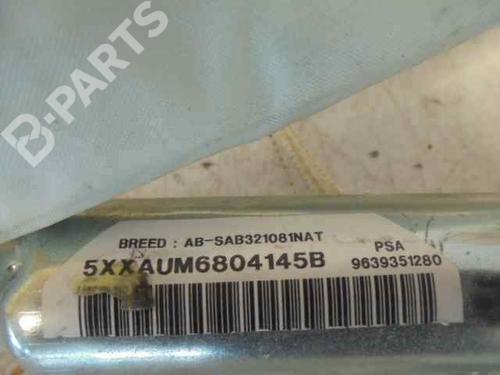 B-PARTS
BREED : AB-SAB321081NAT
PSA
5XXAUM6804145B
9639351280